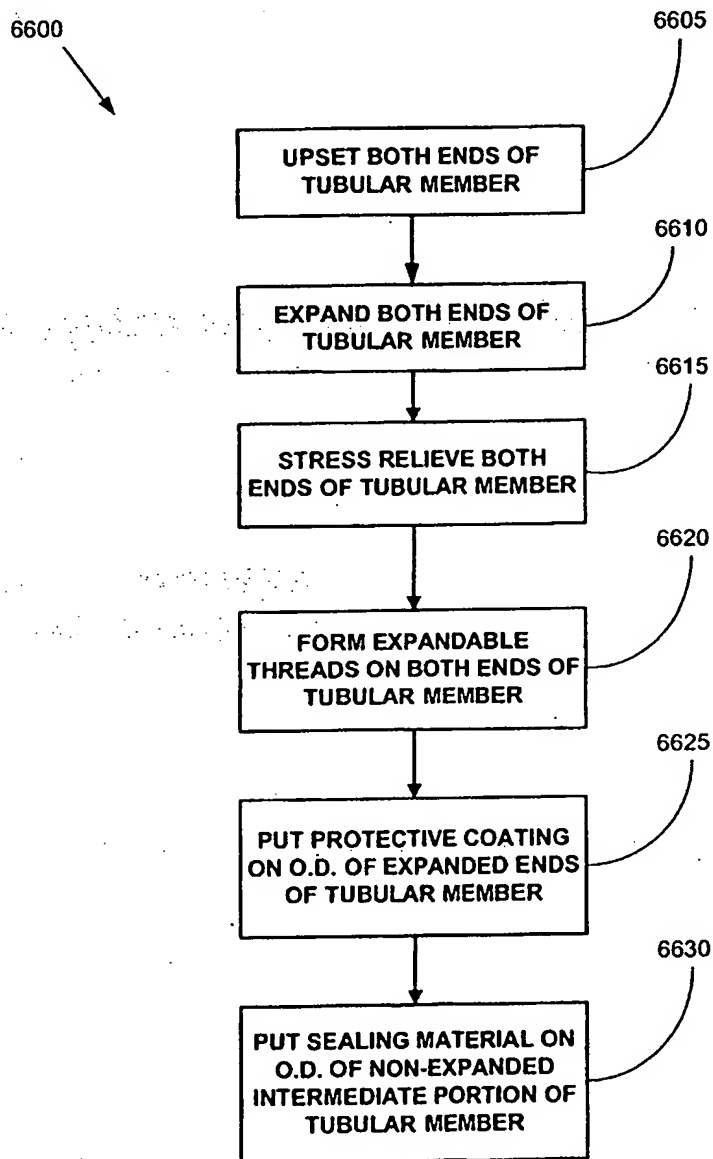 6600
6605
UPSET BOTH ENDS OF
TUBULAR MEMBER
6610
EXPAND BOTH ENDS OF
TUBULAR MEMBER
6615
STRESS RELIEVE BOTH
ENDS OF TUBULAR MEMBER
6620
FORM EXPANDABLE
THREADS ON BOTH ENDS OF
TUBULAR MEMBER
6625
PUT PROTECTIVE COATING
ON O.D. OF EXPANDED ENDS
OF TUBULAR MEMBER
6630
PUT SEALING MATERIAL ON
O.D. OF NON-EXPANDED
INTERMEDIATE PORTION OF
TUBULAR MEMBER